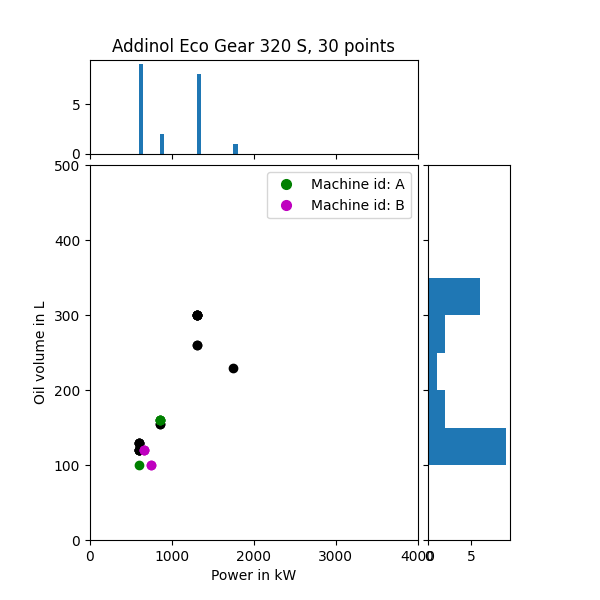 Addinol Eco Gear 320 S, 30 points
5
0
500
400
300
200
100
0
Oil volume in L
Machine id: A
Machine id: B
0 1000 2000 3000 4000
0 5
Power in kW